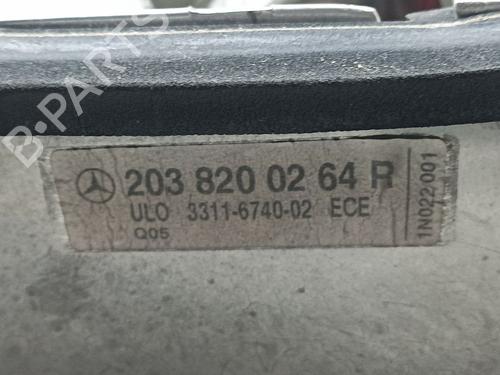 203 820 02 64 R
ULO 3311-6740-02 ECE
Q05
1N022 001
B-PARTS